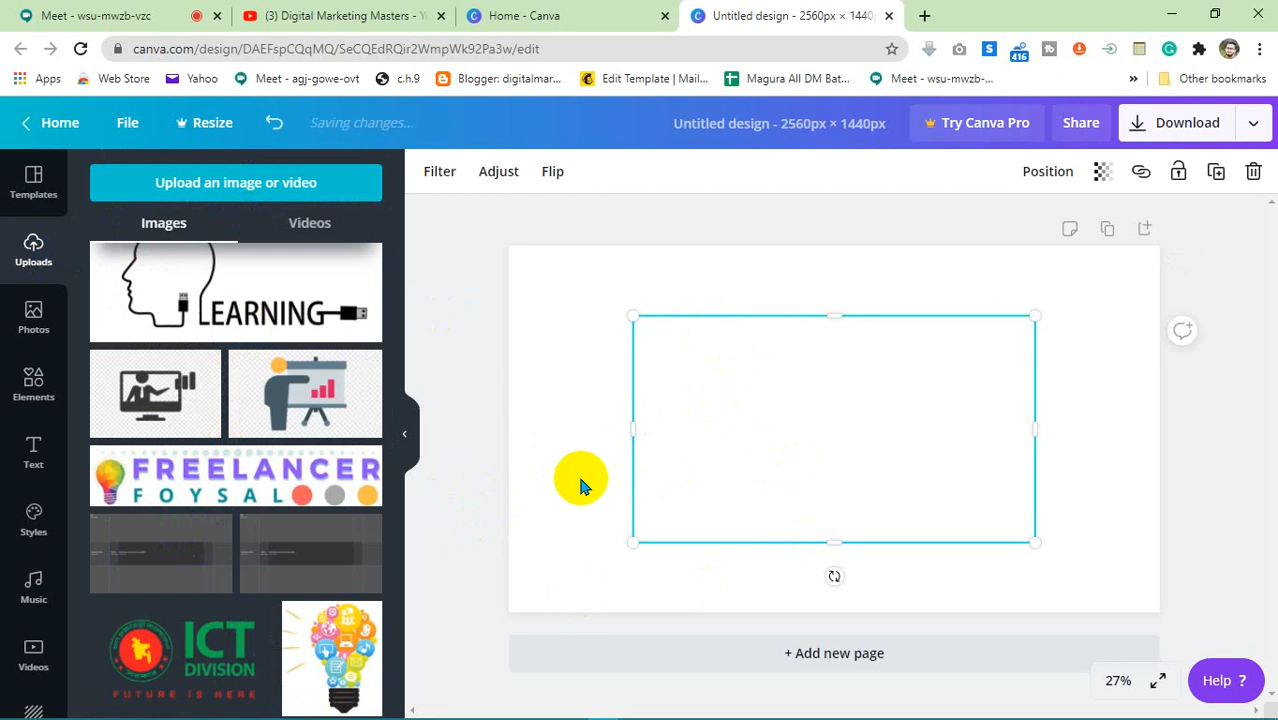 Meet - wsu-mwzb-vzc
(3) Digital Marketing Masters - Y
Home - Canva
Untitled design - 2560px × 1440p
canva.com/design/DAEFspCQqMQ/SeCQEdRQir2WmpWk92Pa3w/edit
416
Apps
Web Store
Yahoo
Meet - agj-gowe-ovt
c.h.9
Blogger: digitalmar...
Edit Template | Mail...
Magura All DM Bat...
Meet - wsu-mwzb-...
»
Other bookmarks
Home
File
Resize
Saving changes...
Untitled design - 2560px × 1440px
Try Canva Pro
Share
Download
Templates
Uploads
Photos
Elements
Text
Styles
Music
Videos
Upload an image or video
Images
Videos
LEARNING
FREELANCER
FOYSAL
ICT
DIVISION
FUTURE IS HERE
Filter
Adjust
Flip
Position
+ Add new page
27%
Help ?